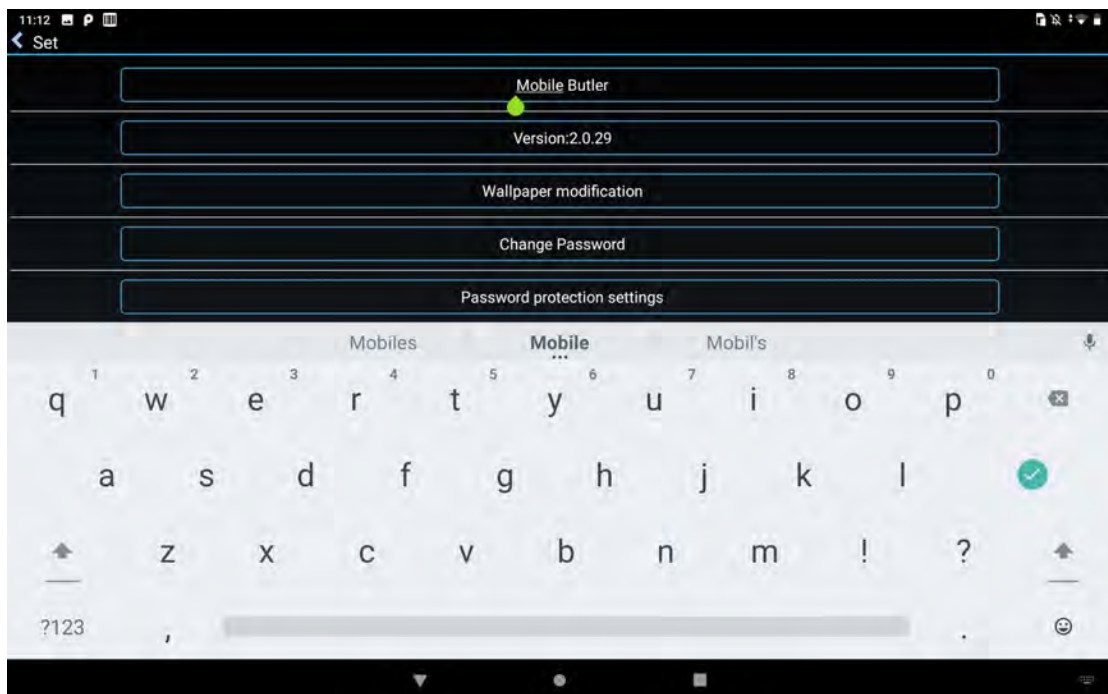 11:12
Set
Mobile Butler
Version:2.0.29
Wallpaper modification
Change Password
Password protection settings
Mobiles Mobile Mobil's
1 2 3 4 5 6 7 8 9 0
q w e r t y u i o p
a s d f g h j k l
z x c v b n m ! ?
?123 , .